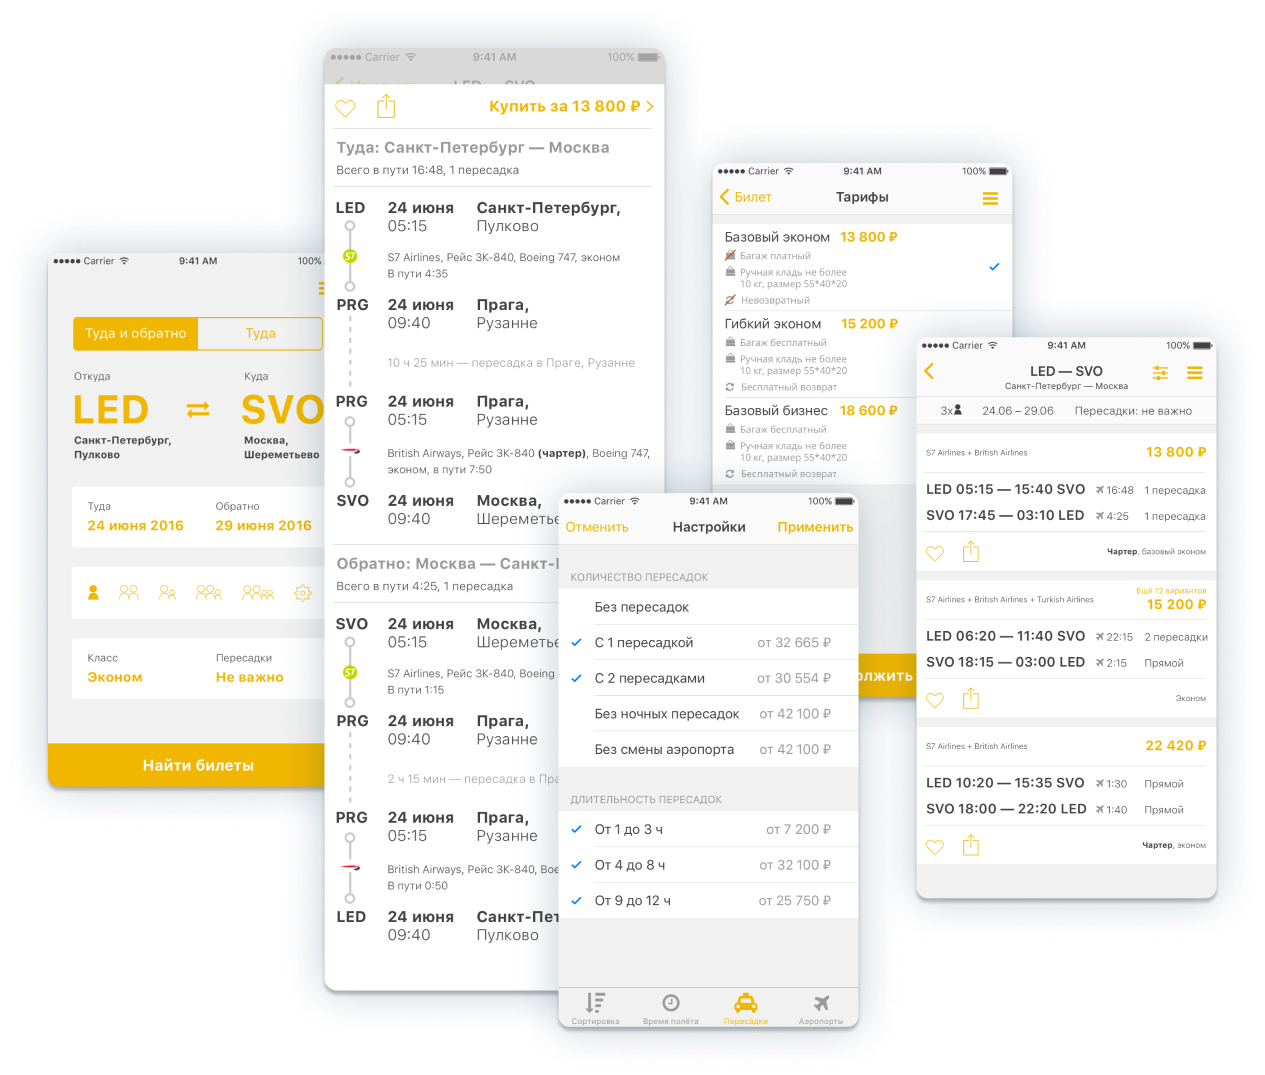 ●●●●● Carrier 9:41 AM 100%
Туда и обратно Туда
Откуда Куда
LED ⇄ SVO
Санкт-Петербург, Москва,
Пулково Шереметьево
Туда Обратно
24 июня 2016 29 июня 2016
Класс Пересадки
Эконом Не важно
Найти билеты
●●●●● Carrier 9:41 AM 100%
LED — SVO
Купить за 13 800 ₽
Туда: Санкт-Петербург — Москва
Всего в пути 16:48, 1 пересадка
LED 24 июня Санкт-Петербург,
05:15 Пулково
S7 Airlines, Рейс ЗК-840, Boeing 747, эконом
В пути 4:35
PRG 24 июня Прага,
09:40 Рузанне
10 ч 25 мин — пересадка в Праге, Рузанне
PRG 24 июня Москва,
05:15 Рузанне
British Airways, Рейс ЗК-840 (чартер), Boeing 747,
эконом, в пути 7:50
SVO 24 июня Москва,
09:40 Шереметье
Обратно: Москва — Санкт-
Всего в пути 4:25, 1 пересадка
SVO 24 июня Москва,
05:15 Шереметье
S7 Airlines, Рейс ЗК-840, Boeing
В пути 1:15
PRG 24 июня Прага,
09:40 Рузанне
2 ч 15 мин — пересадка в Пра
PRG 24 июня Прага,
05:15 Рузанне
British Airways, Рейс ЗК-840, Вое
В пути 0:50
LED 24 июня Санкт-Пет
09:40 Пулково
●●●●● Carrier 9:41 AM 100%
Билет Тарифы
Базовый эконом 13 800 ₽
Багаж платный
Ручная кладь не более
10 кг, размер 55*40*20
Невозвратный
Гибкий эконом 15 200 ₽
Багаж бесплатный
Ручная кладь не более
10 кг, размер 55*40*20
Бесплатный возврат
Базовый бизнес 18 600 ₽
Багаж бесплатный
Ручная кладь не более
10 кг, размер 55*40*20
Бесплатный возврат
олжить
●●●●● Carrier 9:41 AM 100%
Отменить Настройки Применить
КОЛИЧЕСТВО ПЕРЕСАДОК
Без пересадок
С 1 пересадкой от 32 665 ₽
С 2 пересадками от 30 554 ₽
Без ночных пересадок от 42 100 ₽
Без смены аэропорта от 42 100 ₽
ДЛИТЕЛЬНОСТЬ ПЕРЕСАДОК
От 1 до 3 ч от 7 200 ₽
От 4 до 8 ч от 32 100 ₽
От 9 до 12 ч от 25 750 ₽
Сортировка Время полёта Пересадки Аэропорты
●●●●● Carrier 9:41 AM 100%
LED — SVO
Санкт-Петербург — Москва
3x 24.06 – 29.06 Пересадки: не важно
S7 Airlines + British Airlines 13 800 ₽
LED 05:15 — 15:40 SVO 16:48 1 пересадка
SVO 17:45 — 03:10 LED 4:25 1 пересадка
Чартер, базовый эконом
Ещё 12 вариантов
S7 Airlines + British Airlines + Turkish Airlines 15 200 ₽
LED 06:20 — 11:40 SVO 22:15 2 пересадки
SVO 18:15 — 03:00 LED 2:15 Прямой
Эконом
S7 Airlines + British Airlines 22 420 ₽
LED 10:20 — 15:35 SVO 1:30 Прямой
SVO 18:00 — 22:20 LED 1:40 Прямой
Чартер, эконом